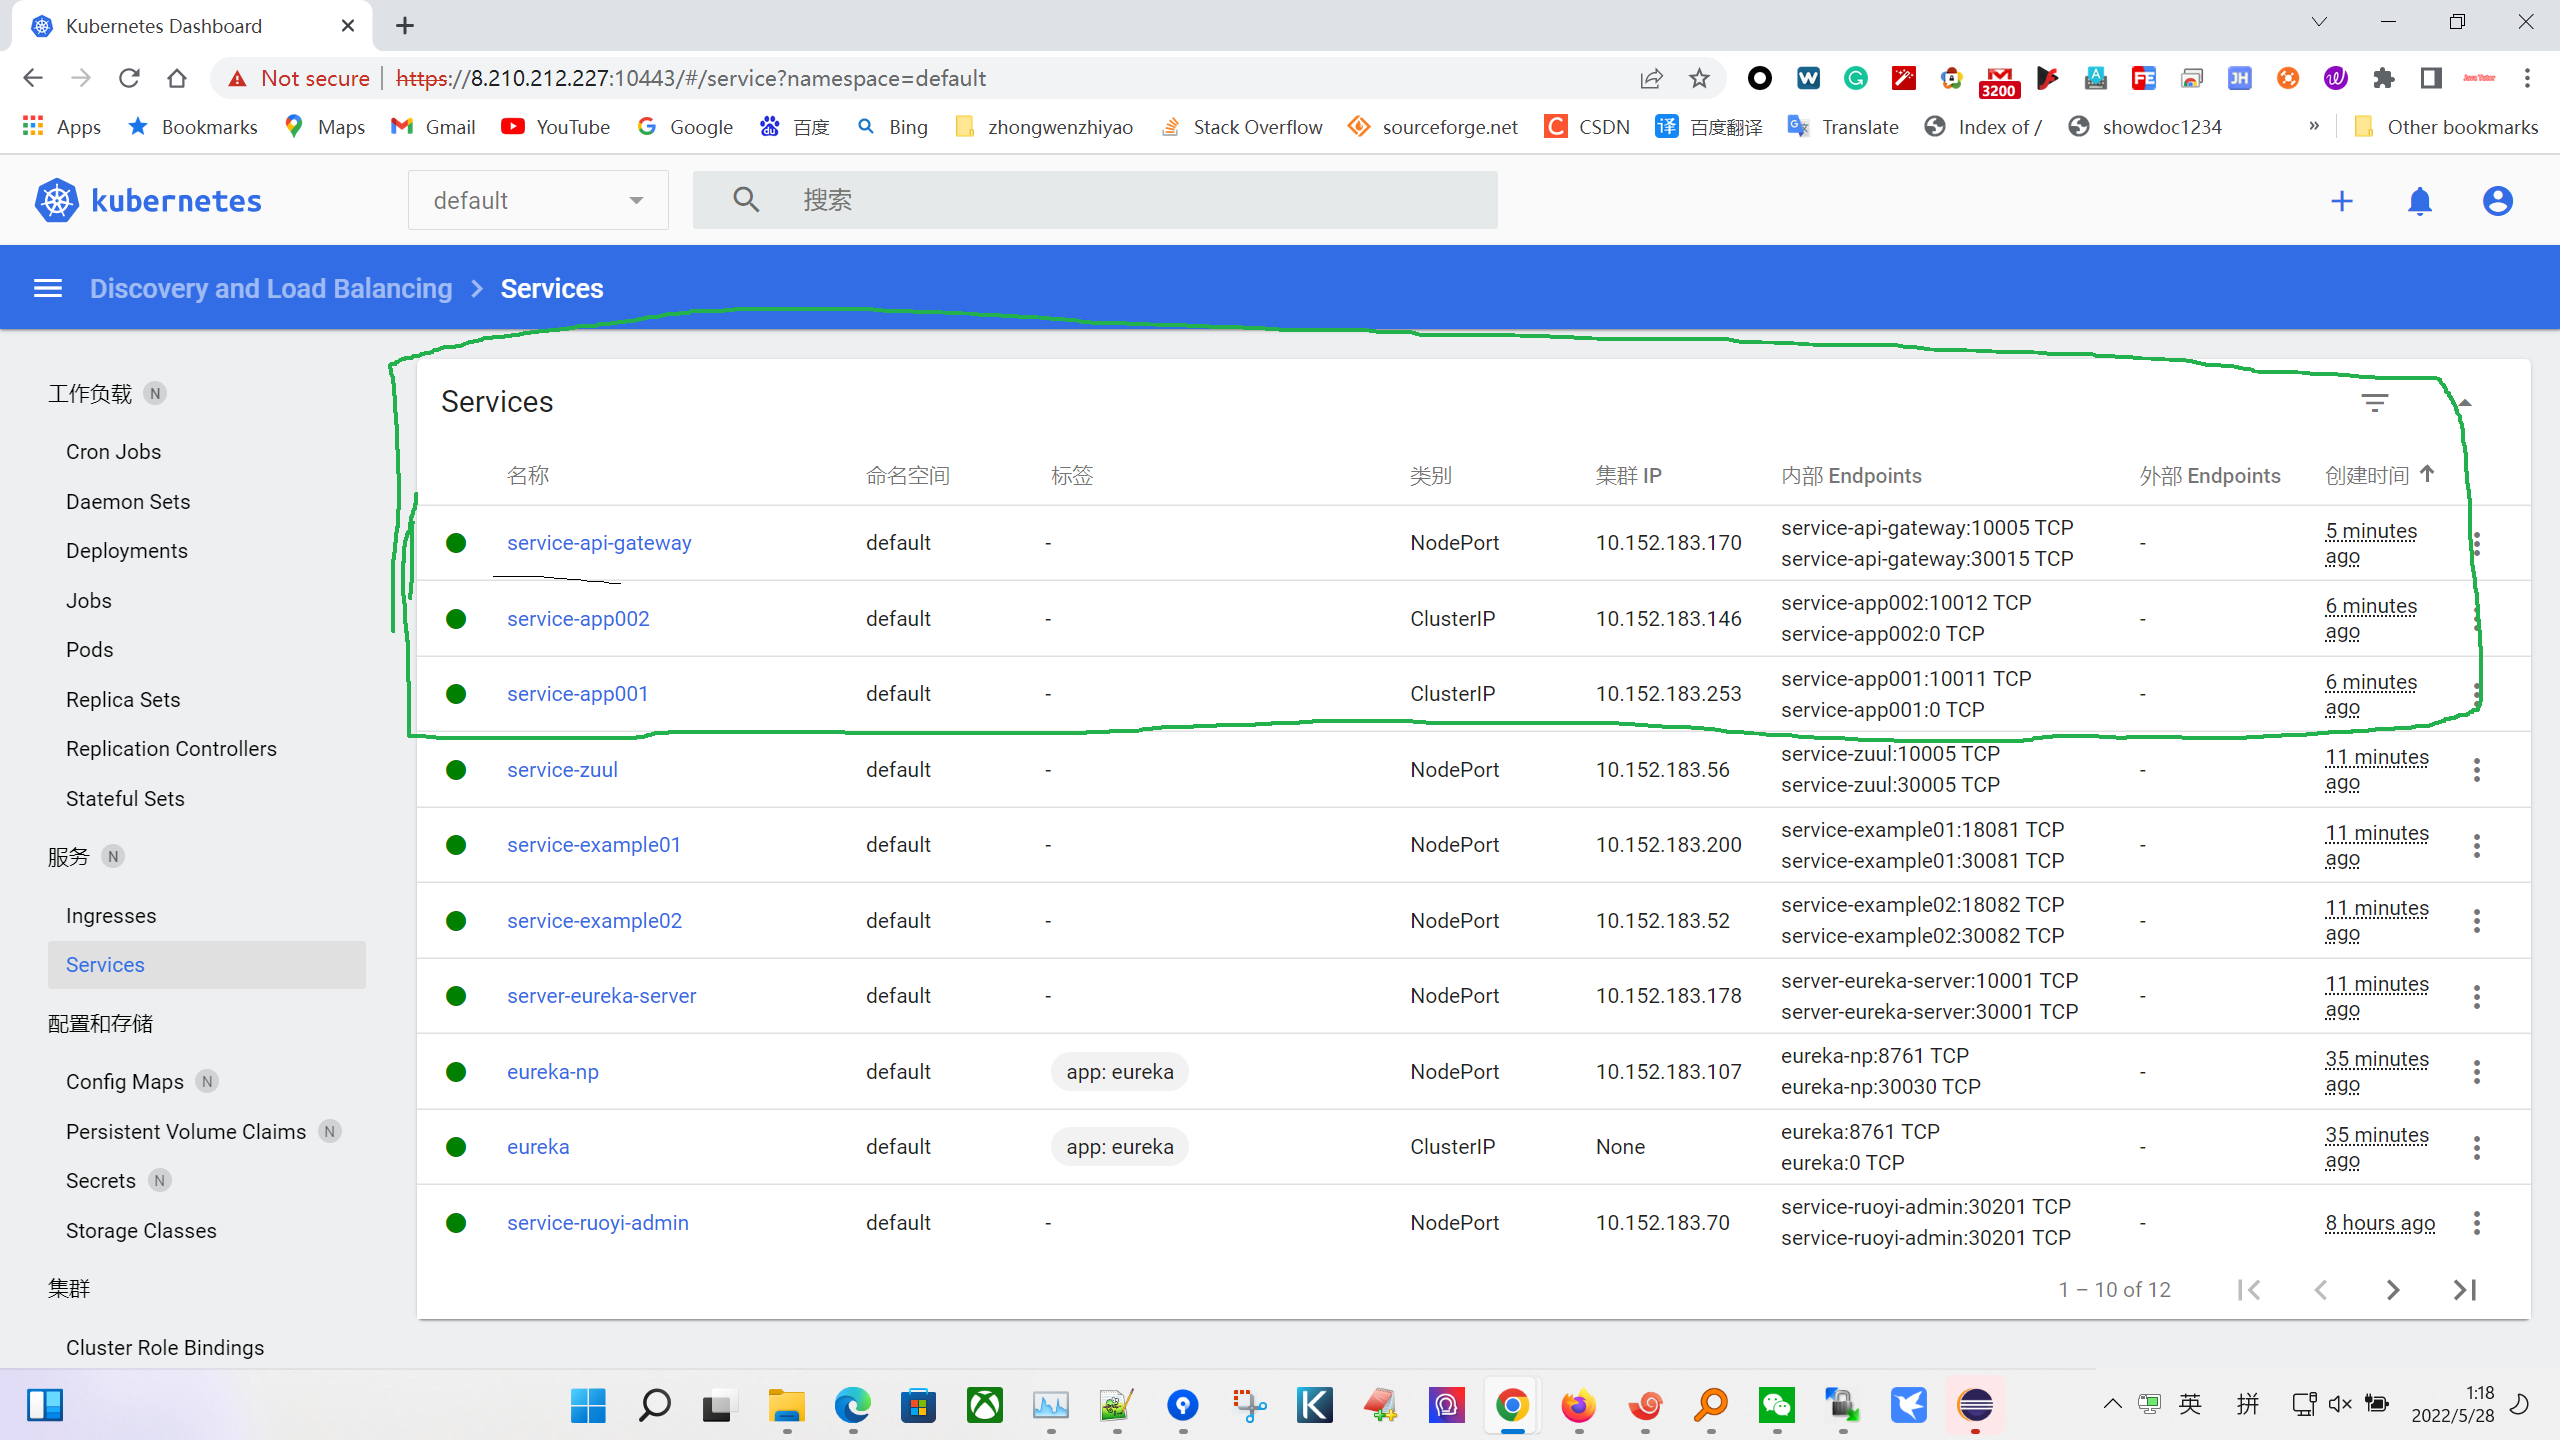 Kubernetes Dashboard
Not secure https://8.210.212.227:10443/#/service?namespace=default
3200
FE
JH
Java Tutor
Apps Bookmarks Maps Gmail YouTube Google 百度 Bing zhongwenzhiyao Stack Overflow sourceforge.net CSDN 百度翻译 Translate Index of / showdoc1234 » Other bookmarks
kubernetes default 搜索
Discovery and Load Balancing Services
工作负载 N
Cron Jobs
Daemon Sets
Deployments
Jobs
Pods
Replica Sets
Replication Controllers
Stateful Sets
服务 N
Ingresses
Services
配置和存储
Config Maps N
Persistent Volume Claims N
Secrets N
Storage Classes
集群
Cluster Role Bindings
Services
名称 命名空间 标签 类别 集群 IP 内部 Endpoints 外部 Endpoints 创建时间
service-api-gateway default - NodePort 10.152.183.170 service-api-gateway:10005 TCP - 5 minutes
service-api-gateway:30015 TCP ago
service-app002 default - ClusterIP 10.152.183.146 service-app002:10012 TCP - 6 minutes
service-app002:0 TCP ago
service-app001 default - ClusterIP 10.152.183.253 service-app001:10011 TCP - 6 minutes
service-app001:0 TCP ago
service-zuul default - NodePort 10.152.183.56 service-zuul:10005 TCP - 11 minutes
service-zuul:30005 TCP ago
service-example01 default - NodePort 10.152.183.200 service-example01:18081 TCP - 11 minutes
service-example01:30081 TCP ago
service-example02 default - NodePort 10.152.183.52 service-example02:18082 TCP - 11 minutes
service-example02:30082 TCP ago
server-eureka-server default - NodePort 10.152.183.178 server-eureka-server:10001 TCP - 11 minutes
server-eureka-server:30001 TCP ago
eureka-np default app: eureka NodePort 10.152.183.107 eureka-np:8761 TCP - 35 minutes
eureka-np:30030 TCP ago
eureka default app: eureka ClusterIP None eureka:8761 TCP - 35 minutes
eureka:0 TCP ago
service-ruoyi-admin default - NodePort 10.152.183.70 service-ruoyi-admin:30201 TCP - 8 hours ago
service-ruoyi-admin:30201 TCP
1 – 10 of 12
英 拼 1:18
2022/5/28